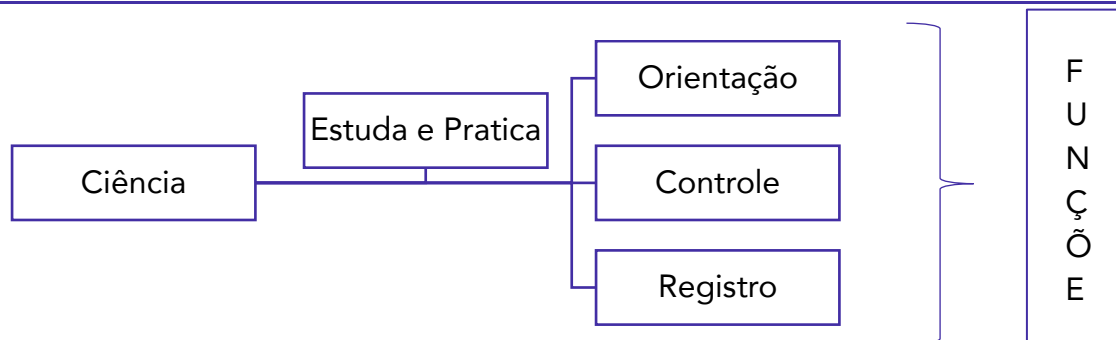 Ciência
Estuda e Pratica
Orientação
Controle
Registro
F
U
N
Ç
Õ
E